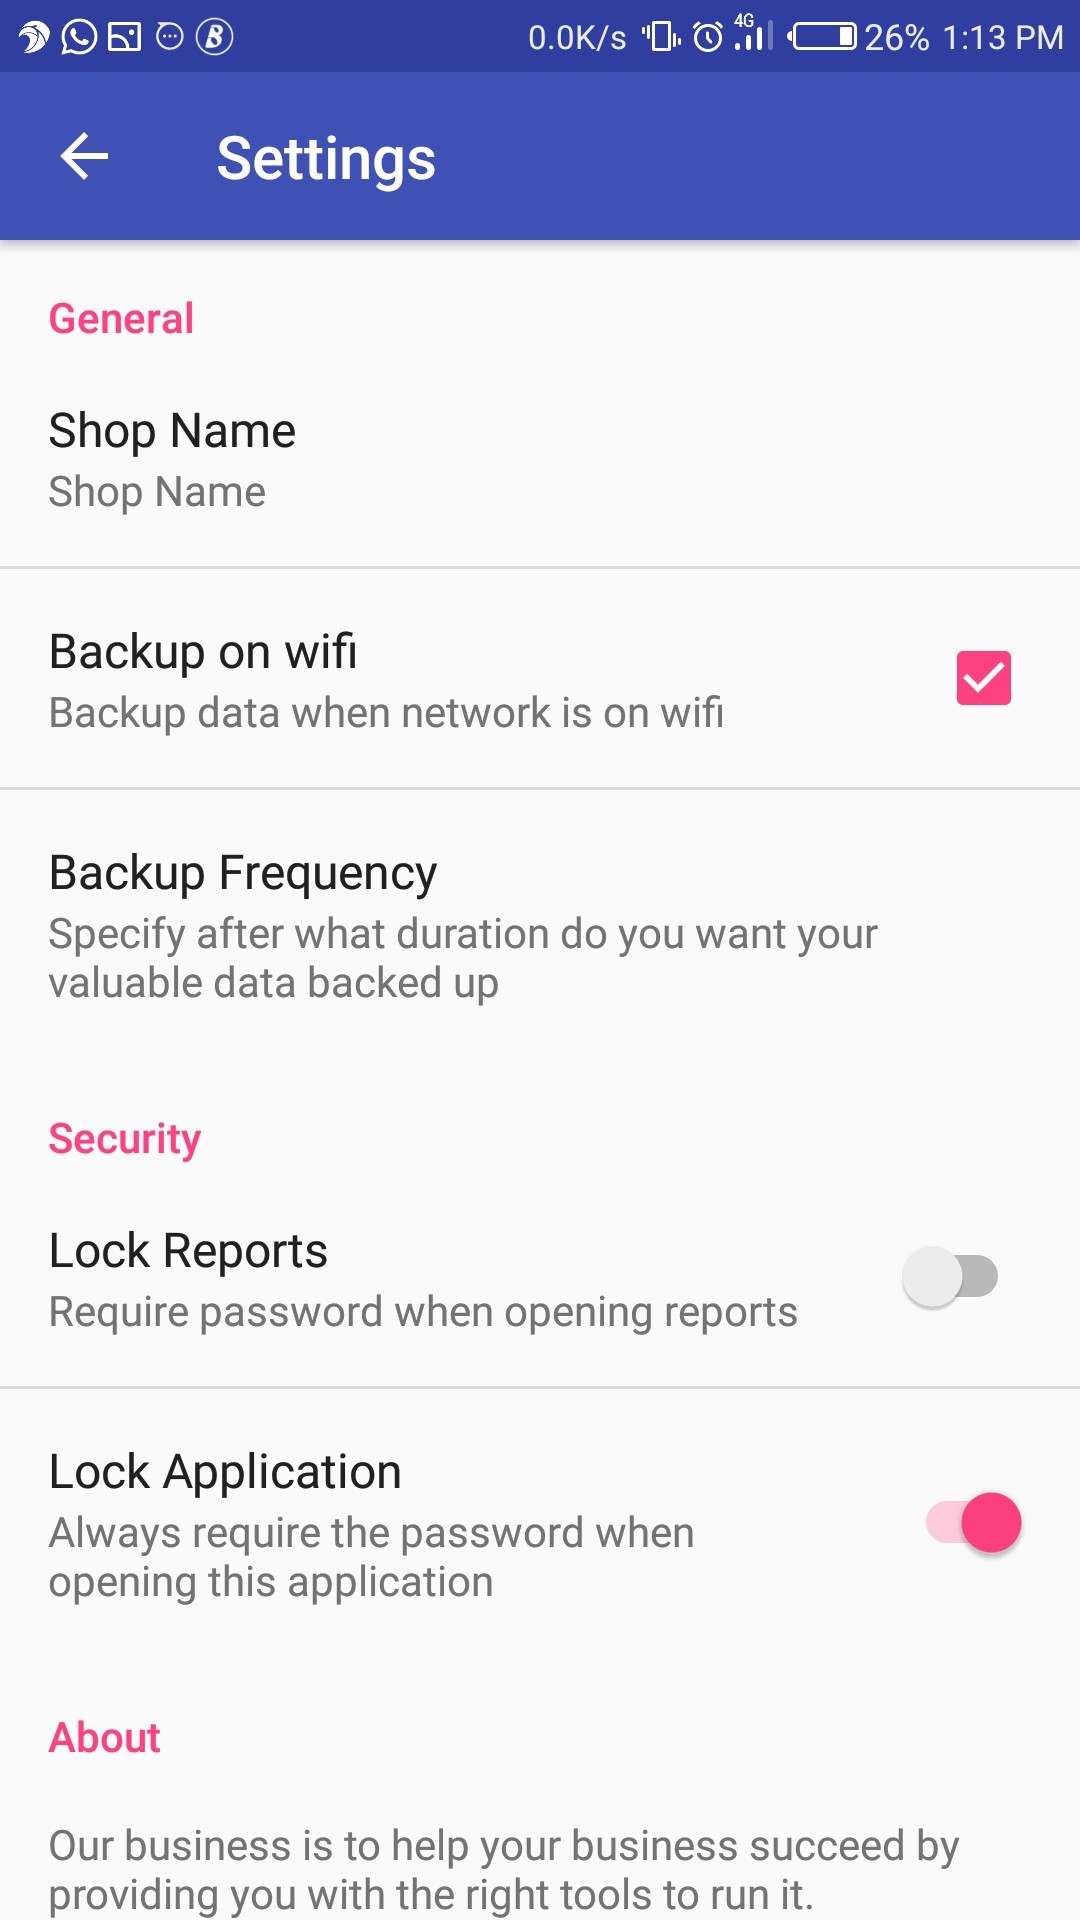 0.0K/s 4G 26% 1:13 PM
Settings
General
Shop Name
Shop Name
Backup on wifi
Backup data when network is on wifi
Backup Frequency
Specify after what duration do you want your
valuable data backed up
Security
Lock Reports
Require password when opening reports
Lock Application
Always require the password when
opening this application
About
Our business is to help your business succeed by
providing you with the right tools to run it.